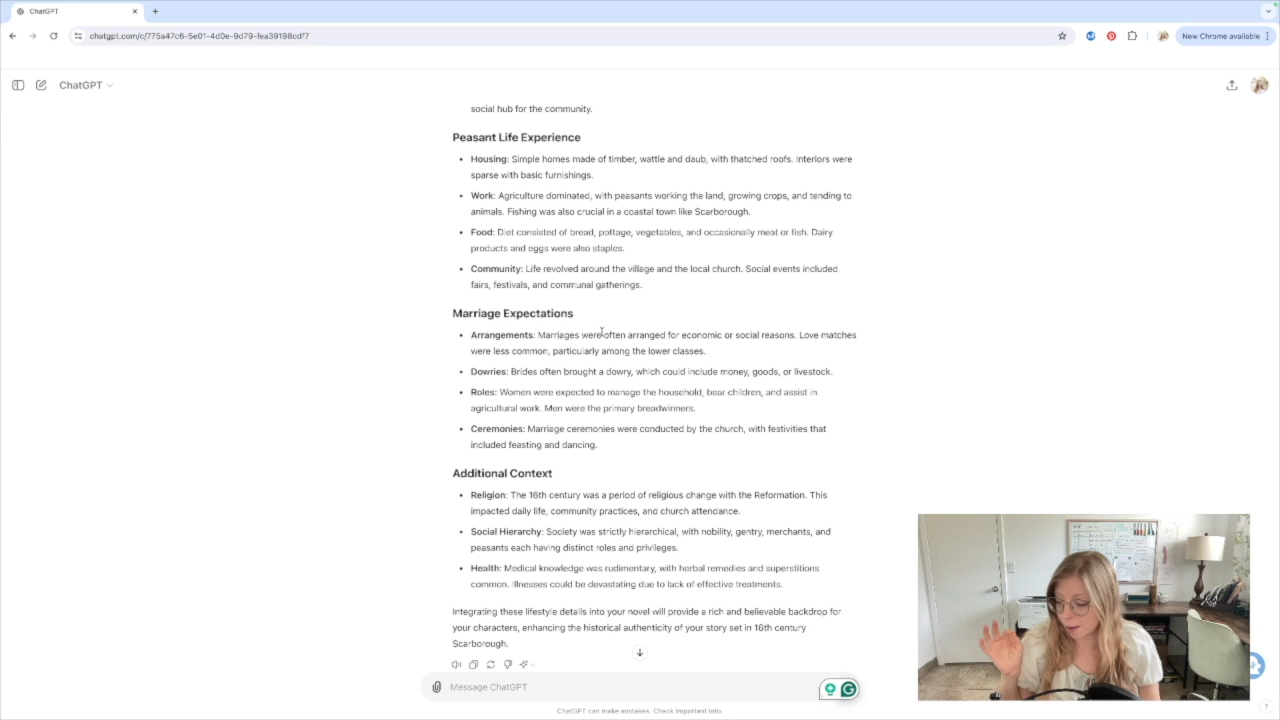 ChatGPT
chatgpt.com/c/775a47c6-5e01-4d0e-9d79-fea39198cdf7
New Chrome available
ChatGPT
social hub for the community.
Peasant Life Experience
• Housing: Simple homes made of timber, wattle and daub, with thatched roofs. Interiors were
sparse with basic furnishings.
• Work: Agriculture dominated, with peasants working the land, growing crops, and tending to
animals. Fishing was also crucial in a coastal town like Scarborough.
• Food: Diet consisted of bread, pottage, vegetables, and occasionally meat or fish. Dairy
products and eggs were also staples.
• Community: Life revolved around the village and the local church. Social events included
fairs, festivals, and communal gatherings.
Marriage Expectations
• Arrangements: Marriages were often arranged for economic or social reasons. Love matches
were less common, particularly among the lower classes.
• Dowries: Brides often brought a dowry, which could include money, goods, or livestock.
• Roles: Women were expected to manage the household, bear children, and assist in
agricultural work. Men were the primary breadwinners.
• Ceremonies: Marriage ceremonies were conducted by the church, with festivities that
included feasting and dancing.
Additional Context
• Religion: The 16th century was a period of religious change with the Reformation. This
impacted daily life, community practices, and church attendance.
• Social Hierarchy: Society was strictly hierarchical, with nobility, gentry, merchants, and
peasants each having distinct roles and privileges.
• Health: Medical knowledge was rudimentary, with herbal remedies and superstitions
common. Illnesses could be devastating due to lack of effective treatments.
Integrating these lifestyle details into your novel will provide a rich and believable backdrop for
your characters, enhancing the historical authenticity of your story set in 16th century
Scarborough.
Message ChatGPT
ChatGPT can make mistakes. Check important info.
?